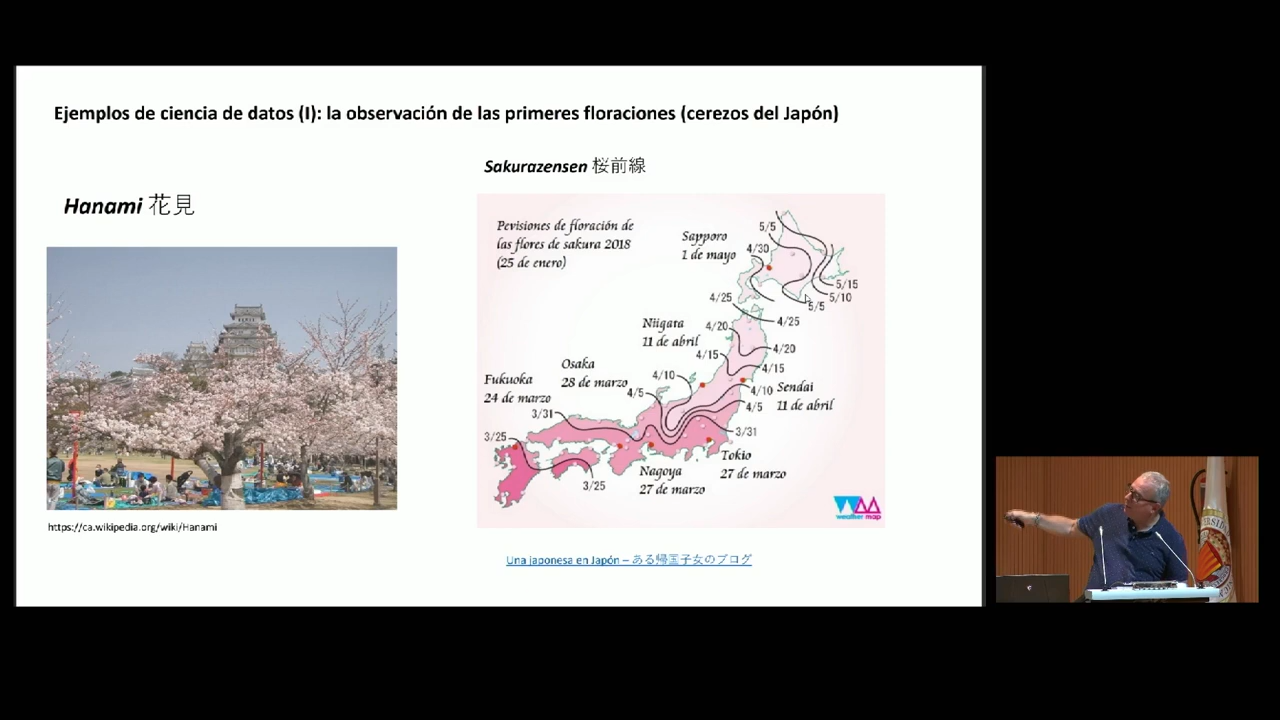 Ejemplos de ciencia de datos (I): la observación de las primeres floraciones (cerezos del Japón)
Hanami 花見
https://ca.wikipedia.org/wiki/Hanami
Sakurazensen 桜前線
Pevisiones de floración de
las flores de sakura 2018
(25 de enero)
Sapporo
1 de mayo
5/5
4/30
5/15
5/10
5/5
4/25
4/25
Niigara
11 de abril
4/20
4/20
4/15
4/15
Osaka
28 de marzo
4/10
4/10
Sendai
11 de abril
Fukuoka
24 de marzo
4/5
4/5
3/31
3/31
3/25
3/25
Tokio
27 de marzo
Nagoya
27 de marzo
weather map
Una japonesa en Japón – ある帰国子女のブログ